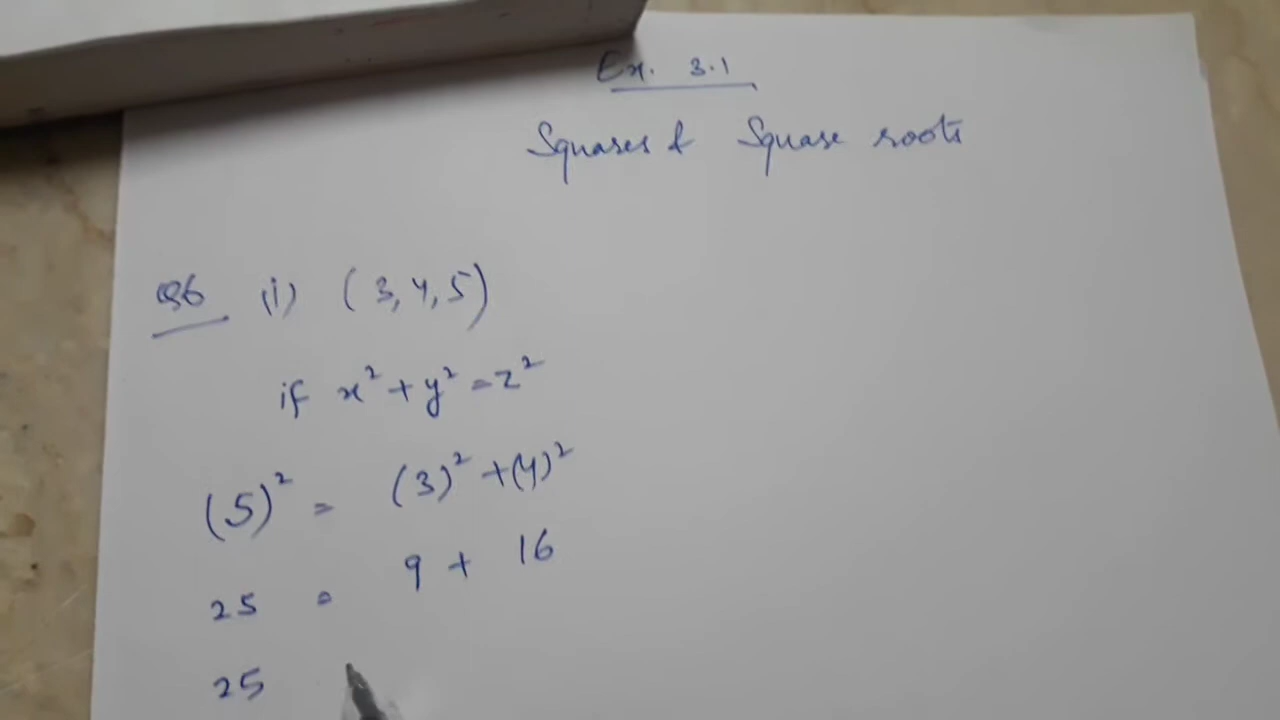 Ex. 3.1
Squares & Square roots
Q6 (i) (3,4,5)
if x² + y² = z²
(5)² = (3)² + (4)²
25 = 9 + 16
25